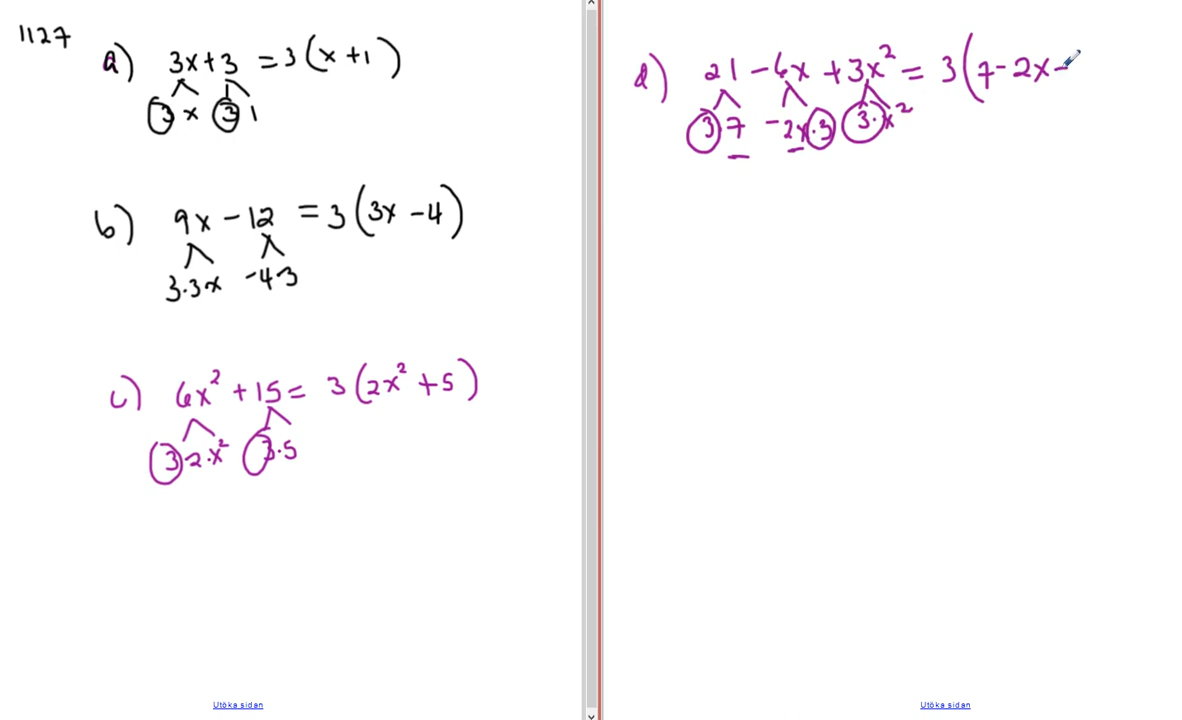 1127
a) 3x+3 = 3(x+1)
3 x 3 1
b) 9x-12 = 3(3x-4)
3·3x -4·3
c) 6x²+15 = 3(2x²+5)
3 2·x² 3·5
Utöka sidan
d) 21-6x+3x² = 3(7-2x-
3·7 -2x·3 3·x²
Utöka sidan